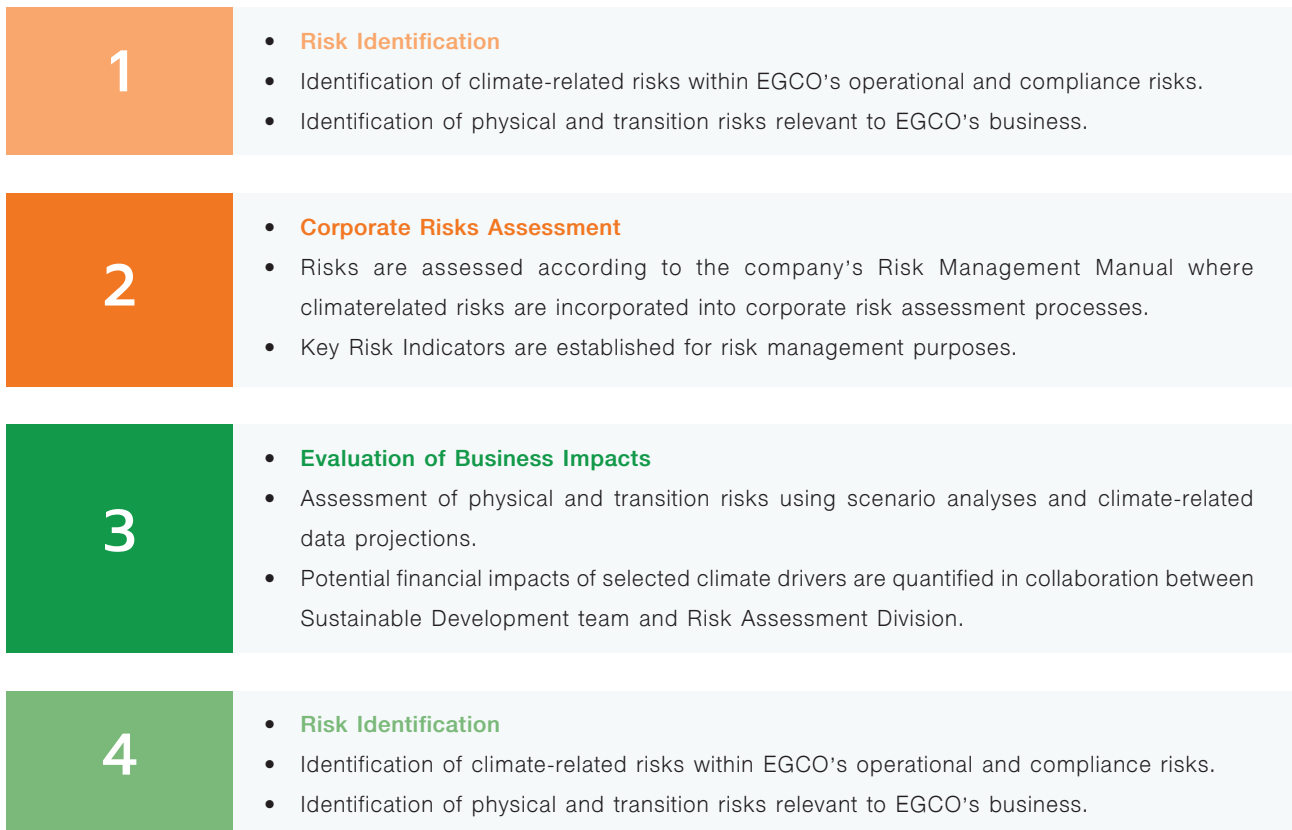 1
• Risk Identification
• Identification of climate-related risks within EGCO's operational and compliance risks.
• Identification of physical and transition risks relevant to EGCO's business.
2
• Corporate Risks Assessment
• Risks are assessed according to the company's Risk Management Manual where
climaterelated risks are incorporated into corporate risk assessment processes.
• Key Risk Indicators are established for risk management purposes.
3
• Evaluation of Business Impacts
• Assessment of physical and transition risks using scenario analyses and climate-related
data projections.
• Potential financial impacts of selected climate drivers are quantified in collaboration between
Sustainable Development team and Risk Assessment Division.
4
• Risk Identification
• Identification of climate-related risks within EGCO's operational and compliance risks.
• Identification of physical and transition risks relevant to EGCO's business.